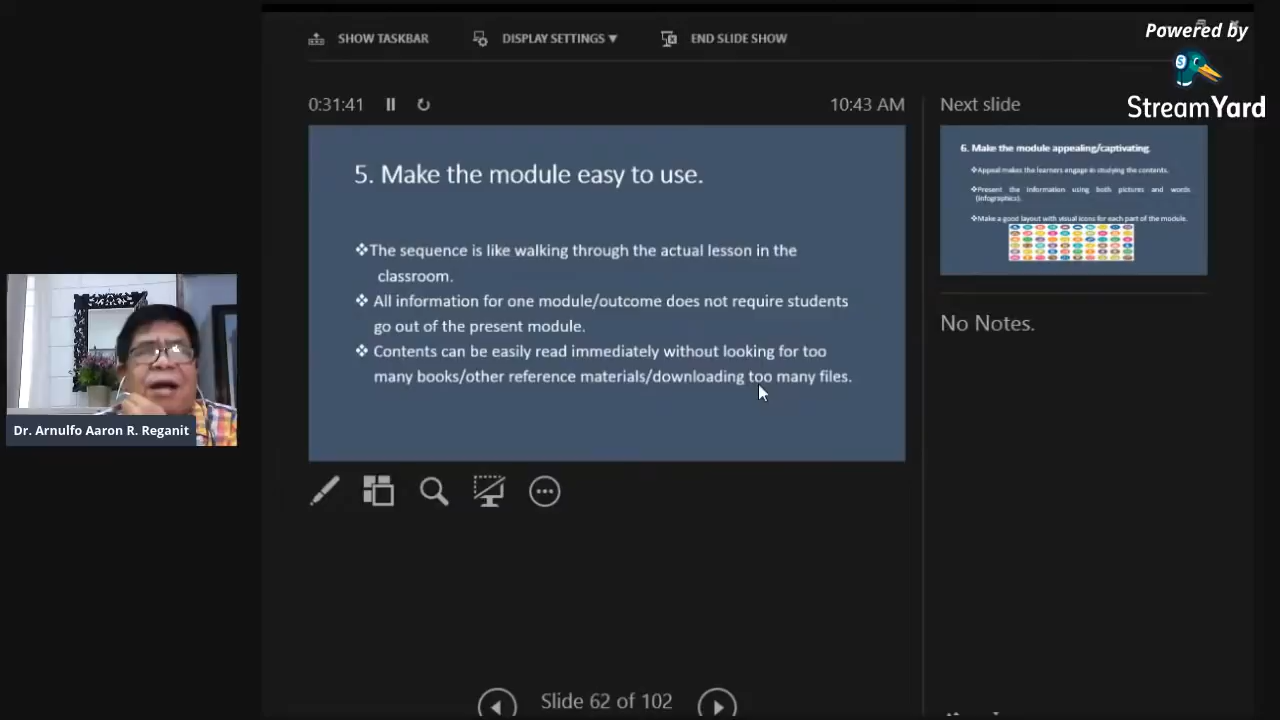 Powered by
StreamYard
SHOW TASKBAR
DISPLAY SETTINGS ▼
END SLIDE SHOW
0:31:41
10:43 AM
Next slide
5. Make the module easy to use.
❖The sequence is like walking through the actual lesson in the
classroom.
❖ All information for one module/outcome does not require students
go out of the present module.
❖ Contents can be easily read immediately without looking for too
many books/other reference materials/downloading too many files.
6. Make the module appealing/captivating.
❖Appeal makes the learners engage in studying the contents.
❖Present the information using both pictures and words
(infographics).
❖Make a good layout with visual icons for each part of the module.
No Notes.
Dr. Arnulfo Aaron R. Reganit
Slide 62 of 102